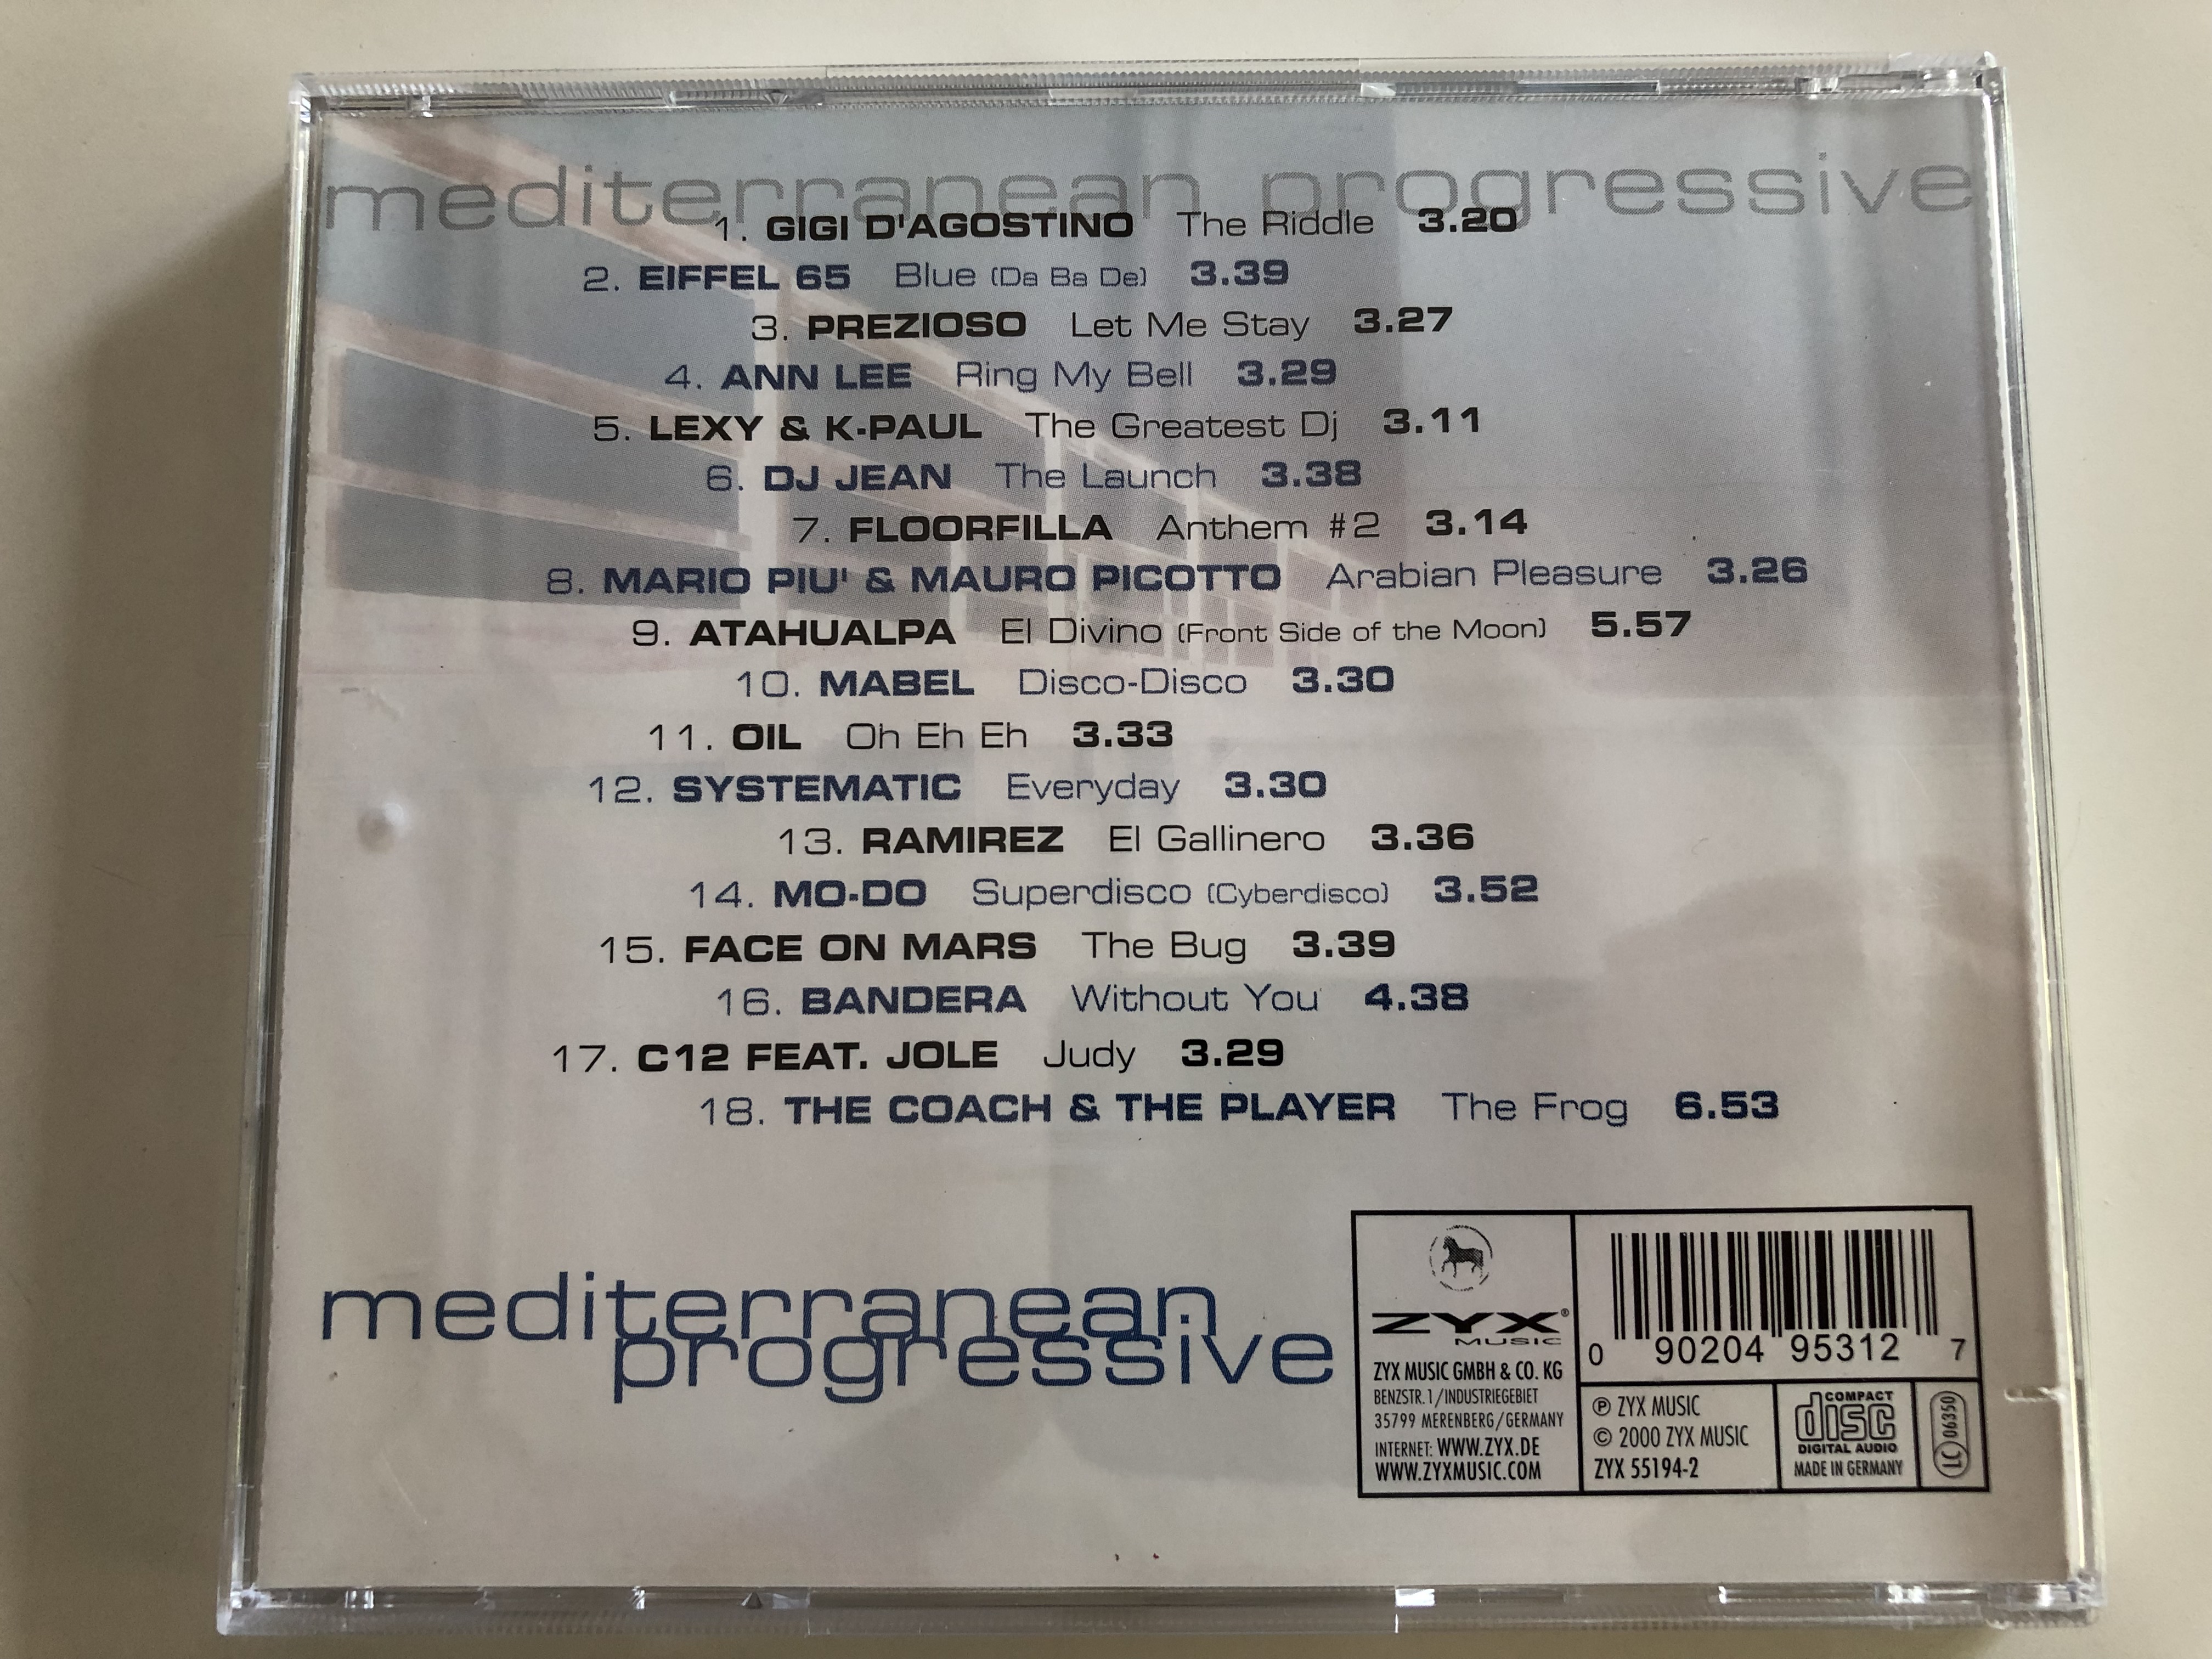 mediterranean progressive
1. GIGI D'AGOSTINO The Riddle 3.20
2. EIFFEL 65 Blue (Da Ba De) 3.39
3. PREZIOSO Let Me Stay 3.27
4. ANN LEE Ring My Bell 3.29
5. LEXY & K-PAUL The Greatest Dj 3.11
6. DJ JEAN The Launch 3.38
7. FLOORFILLA Anthem #2 3.14
8. MARIO PIU' & MAURO PICOTTO Arabian Pleasure 3.26
9. ATAHUALPA El Divino (Front Side of the Moon) 5.57
10. MABEL Disco-Disco 3.30
11. OIL Oh Eh Eh 3.33
12. SYSTEMATIC Everyday 3.30
13. RAMIREZ El Gallinero 3.36
14. MO-DO Superdisco (Cyberdisco) 3.52
15. FACE ON MARS The Bug 3.39
16. BANDERA Without You 4.38
17. C12 FEAT. JOLE Judy 3.29
18. THE COACH & THE PLAYER The Frog 6.53
mediterranean
progressive
ZYX®
MUSIC
ZYX MUSIC GMBH & CO. KG
BENZSTR. 1/INDUSTRIEGEBIET
35799 MERENBERG/GERMANY
INTERNET: WWW.ZYX.DE
WWW.ZYXMUSIC.COM
0 90204 95312 7
℗ ZYX MUSIC
© 2000 ZYX MUSIC
ZYX 55194-2
COMPACT
disc
DIGITAL AUDIO
MADE IN GERMANY
LC 06350